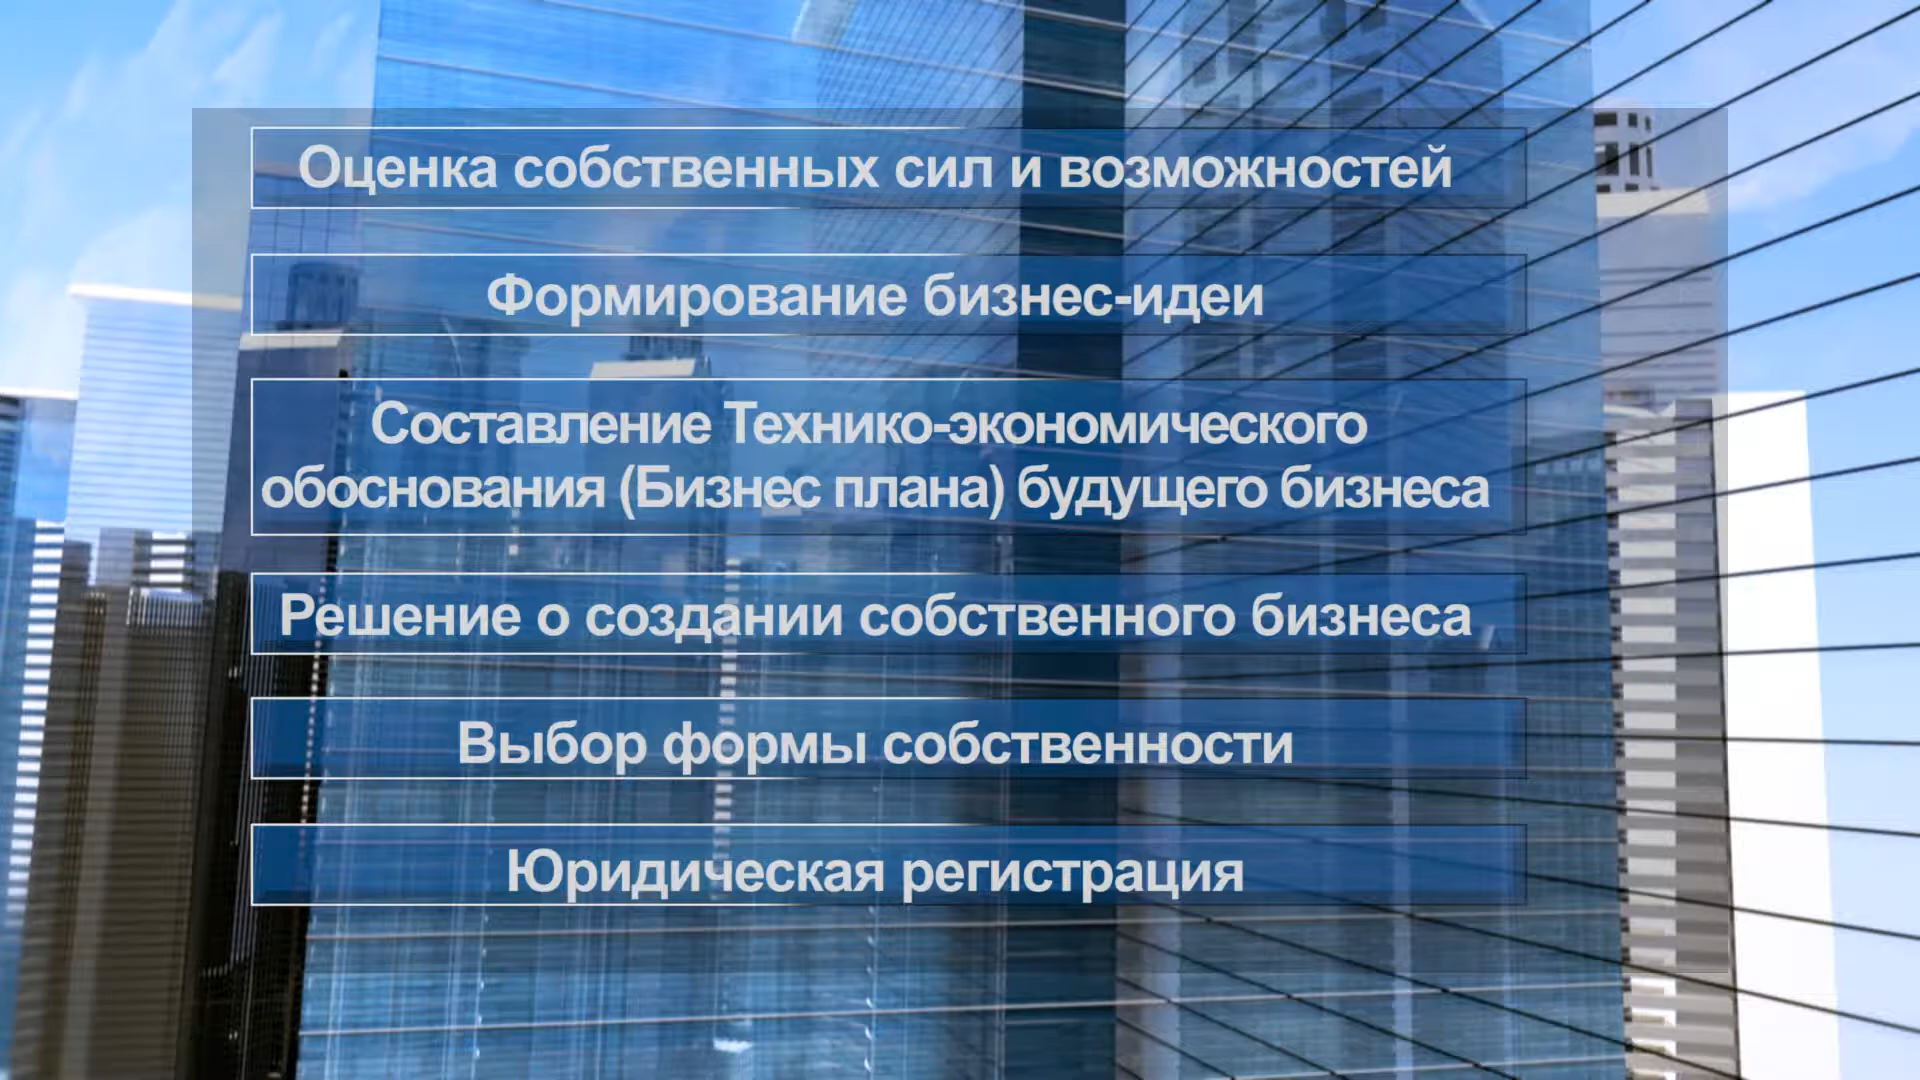 Оценка собственных сил и возможностей
Формирование бизнес-идеи
Составление Технико-экономического
обоснования (Бизнес плана) будущего бизнеса
Решение о создании собственного бизнеса
Выбор формы собственности
Юридическая регистрация